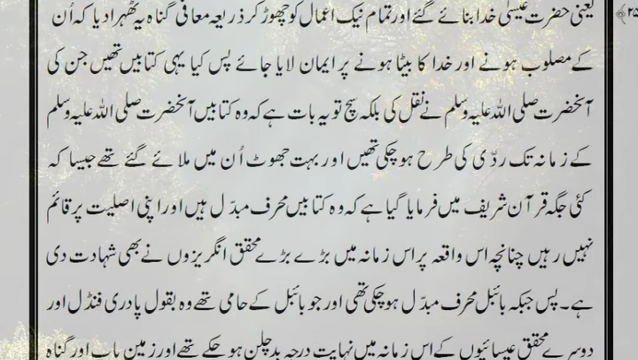 یعنی حضرت عیسیٰ خدا بنائے گئے اور تمام نیک اعمال کو چھوڑ کر ذریعہ معافی گناہ یہ ٹھہرا دیا کہ اُن
﴿۲۵
کے مصلوب ہونے اور خدا کا بیٹا ہونے پر ایمان لایا جائے پس کیا یہی کتابیں تھیں جن کی
آنحضرت صلی اللہ علیہ وسلم نے نقل کی بلکہ سچ تو یہ بات ہے کہ وہ کتابیں آنحضرت صلی اللہ علیہ وسلم
کے زمانہ تک ردّی کی طرح ہو چکی تھیں اور بہت جھوٹ اُن میں ملائے گئے تھے جیسا کہ
کئی جگہ قرآن شریف میں فرمایا گیا ہے کہ وہ کتابیں محرف مبدّل ہیں اور اپنی اصلیت پر قائم
نہیں رہیں چنانچہ اس واقعہ پر اس زمانہ میں بڑے بڑے محقق انگریزوں نے بھی شہادت دی
ہے۔ پس جبکہ بائبل محرف مبدّل ہو چکی تھی اور جو بائبل کے حامی تھے وہ بقول پادری فنڈل اور
دوسرے محقق عیسائیوں کے اس زمانہ میں نہایت درجہ بدچلن ہو چکے تھے اور زمین پاپ اور گناہ